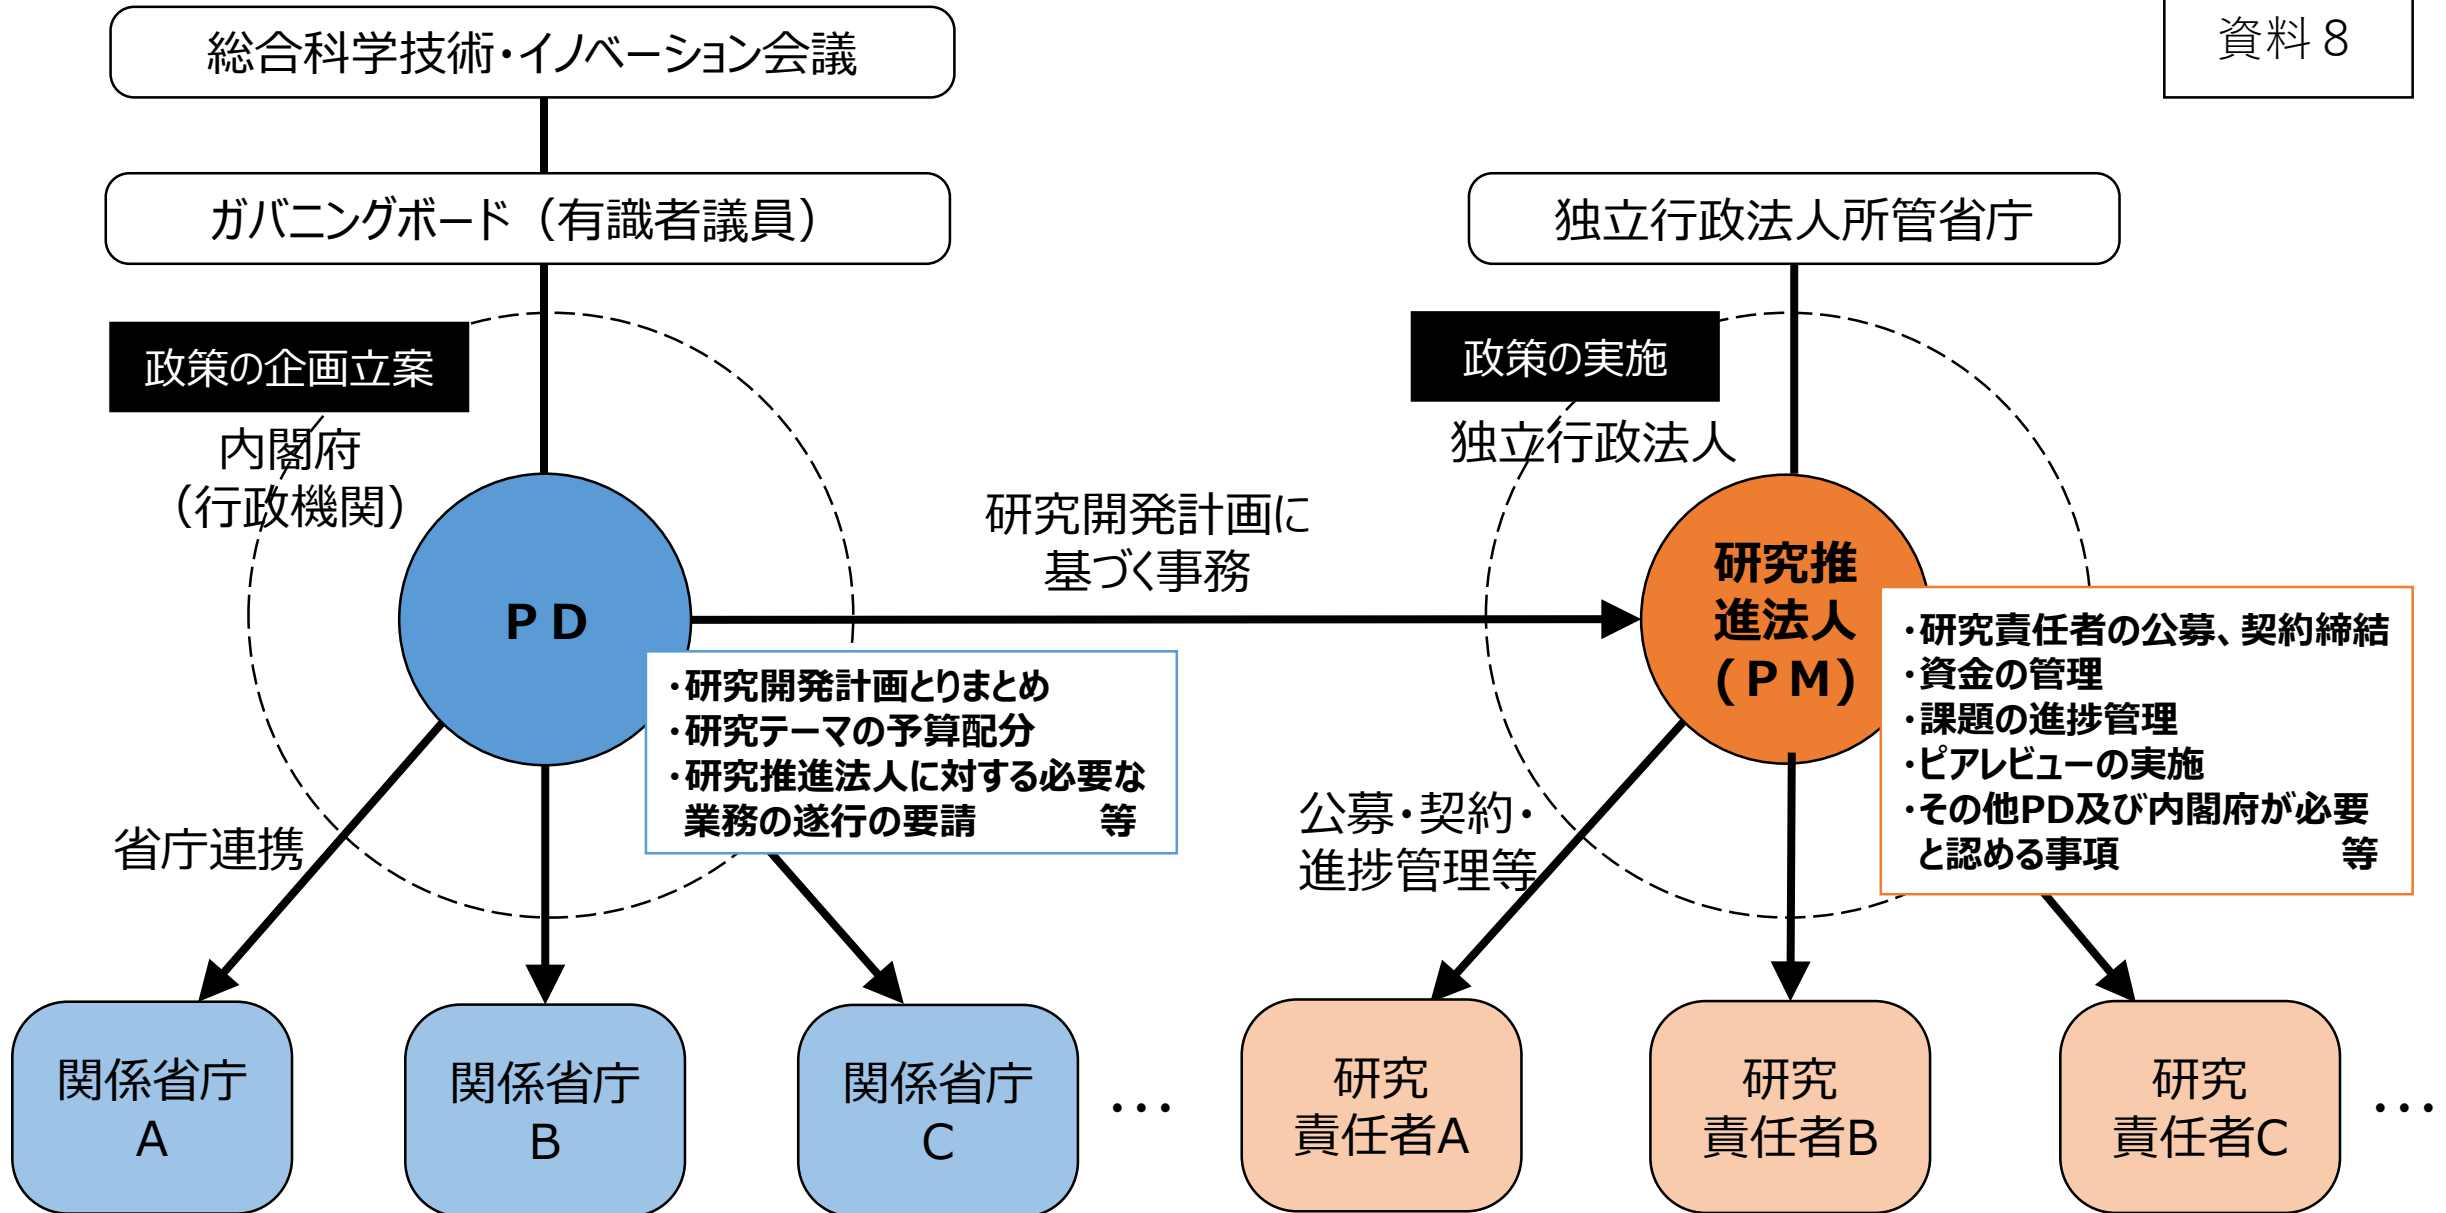 資料８
総合科学技術・イノベーション会議
ガバニングボード（有識者議員）
独立行政法人所管省庁
政策の企画立案
内閣府
（行政機関）
政策の実施
独立行政法人
研究開発計画に
基づく事務
ＰＤ
・研究開発計画とりまとめ
・研究テーマの予算配分
・研究推進法人に対する必要な
業務の遂行の要請　　　等
研究推
進法人
(ＰＭ)
・研究責任者の公募、契約締結
・資金の管理
・課題の進捗管理
・ピアレビューの実施
・その他PD及び内閣府が必要
と認める事項　　　　　　等
省庁連携
公募・契約・
進捗管理等
関係省庁
A
関係省庁
B
関係省庁
C
…
研究
責任者A
研究
責任者B
研究
責任者C
…